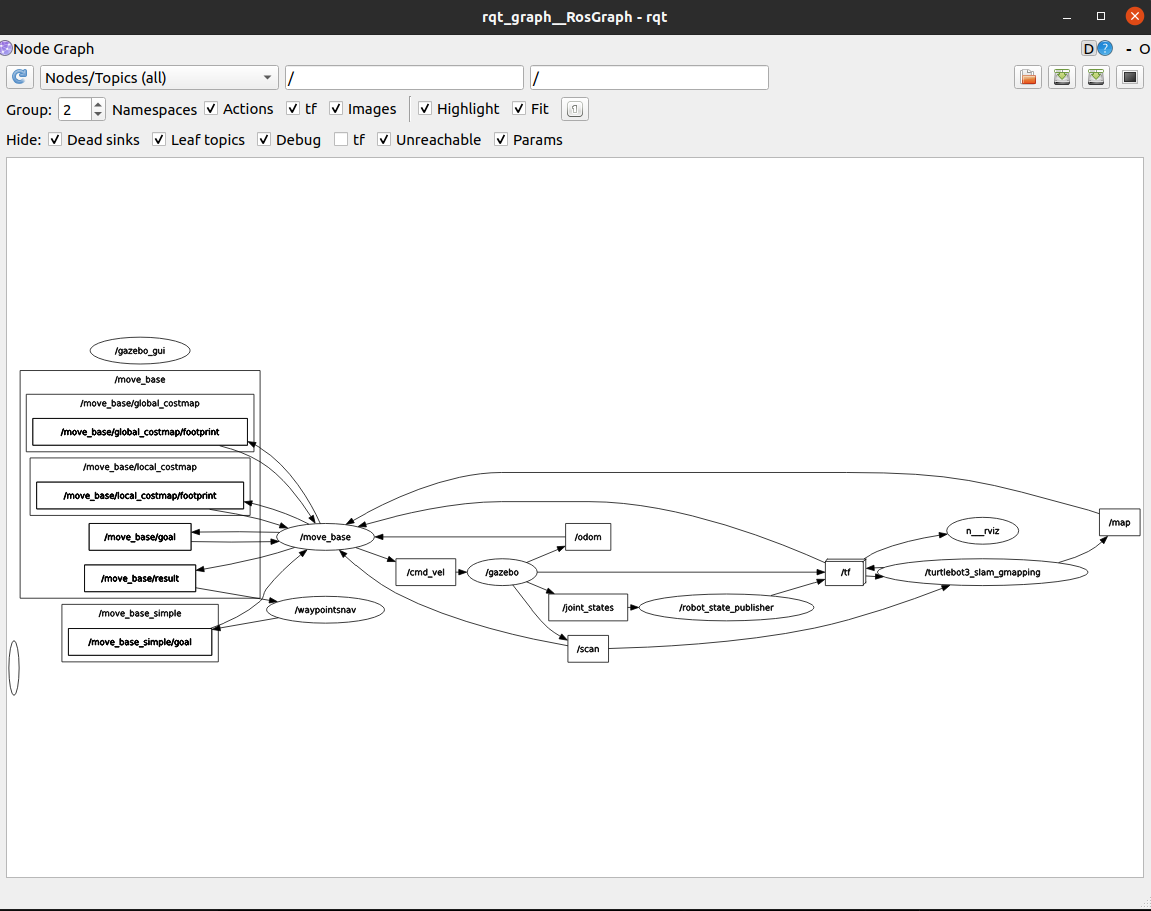 rqt_graph__RosGraph - rqt
Node Graph D ? - O
Nodes/Topics (all) / /
Group: 2 Namespaces Actions tf Images Highlight Fit
Hide: Dead sinks Leaf topics Debug tf Unreachable Params
/gazebo_gui
/move_base
/move_base/global_costmap
/move_base/global_costmap/footprint
/move_base/local_costmap
/move_base/local_costmap/footprint
/move_base/goal
/move_base/result
/move_base_simple
/move_base_simple/goal
/move_base
/waypointsnav
/cmd_vel
/gazebo
/odom
/joint_states
/scan
/robot_state_publisher
/tf
n___rviz
/turtlebot3_slam_gmapping
/map